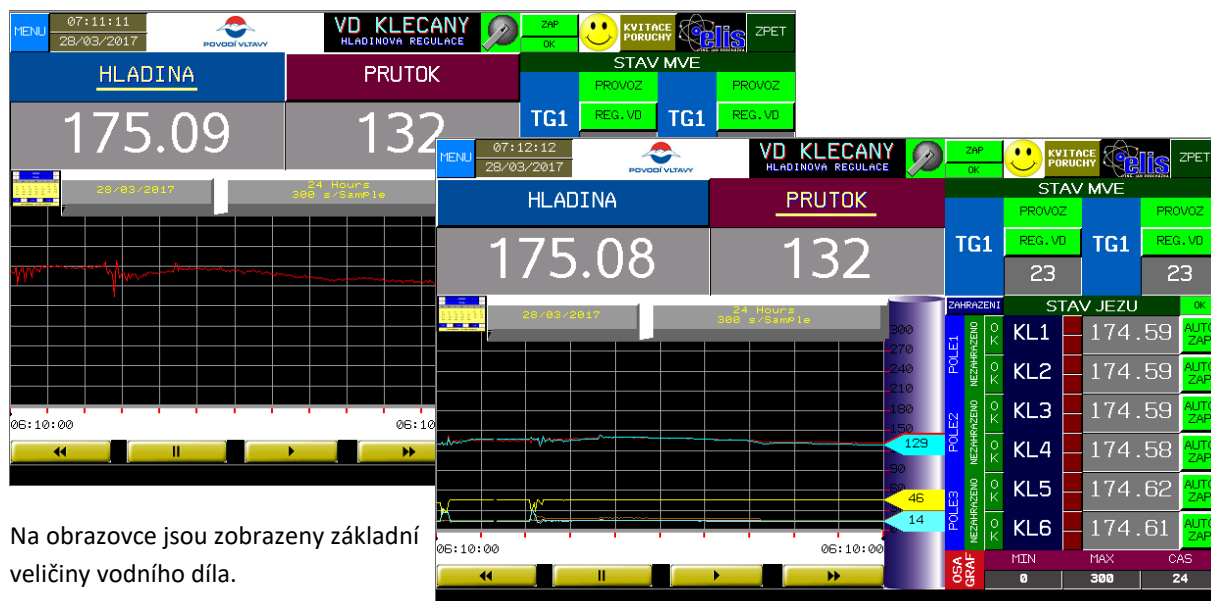 MENU
07:11:11
28/03/2017
POVODÍ VLTAVY
VD KLECANY
HLADINOVA REGULACE
ZAP
OK
KVITACE
PORUCHY
elis
ZPET
HLADINA
PRUTOK
STAV MVE
175.09
132
TG1
PROVOZ
REG.VD
TG1
PROVOZ
REG.VD
28/03/2017
24 Hours
300 s/Sample
06:10:00
06:10
MENU
07:12:12
28/03/2017
POVODÍ VLTAVY
VD KLECANY
HLADINOVA REGULACE
ZAP
OK
KVITACE
PORUCHY
elis
ZPET
HLADINA
PRUTOK
STAV MVE
175.08
132
TG1
PROVOZ
REG.VD
23
TG1
PROVOZ
REG.VD
23
28/03/2017
24 Hours
300 s/Sample
300
270
240
210
180
150
129
90
60
46
14
06:10:00
06:10:00
ZAHRAZENI
STAV JEZU
OK
POLE1
NEZAHRAZENO
OK
KL1
174.59
AUTO
ZAP
OK
KL2
174.59
AUTO
ZAP
POLE2
NEZAHRAZENO
OK
KL3
174.59
AUTO
ZAP
OK
KL4
174.58
AUTO
ZAP
POLE3
NEZAHRAZENO
OK
KL5
174.62
AUTO
ZAP
OK
KL6
174.61
AUTO
ZAP
OSA
GRAF
MIN
MAX
CAS
0
300
24
Na obrazovce jsou zobrazeny základní
veličiny vodního díla.